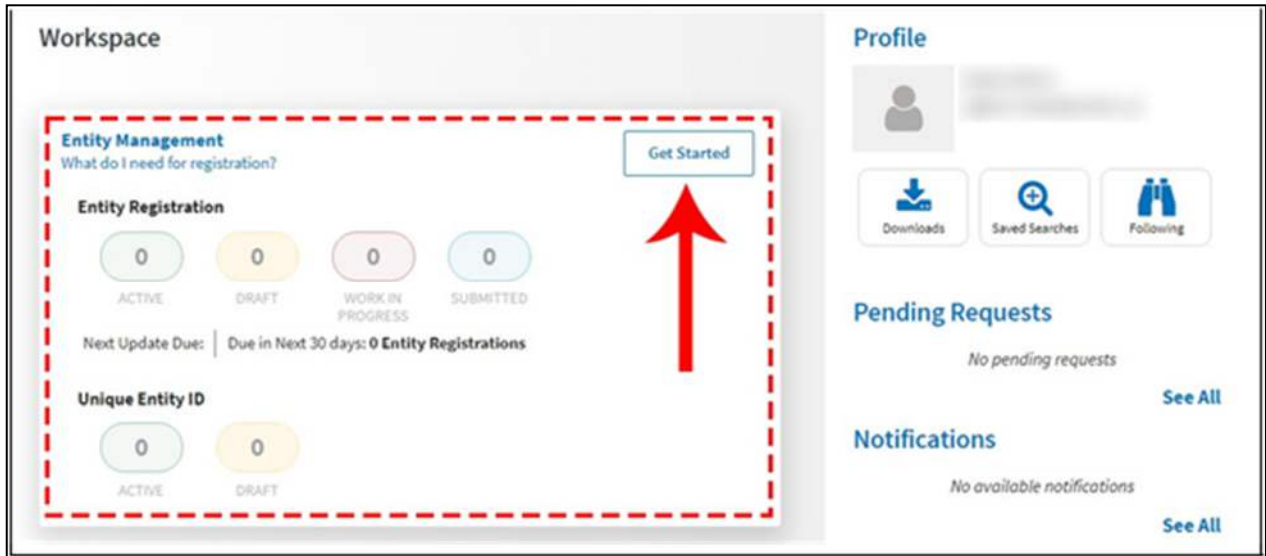 Workspace
Entity Management
What do I need for registration?
Get Started
Entity Registration
0 0 0 0
ACTIVE DRAFT WORK IN PROGRESS SUBMITTED
Next Update Due: Due in Next 30 days: 0 Entity Registrations
Unique Entity ID
0 0
ACTIVE DRAFT
Profile
Downloads Saved Searches Following
Pending Requests
No pending requests
See All
Notifications
No available notifications
See All